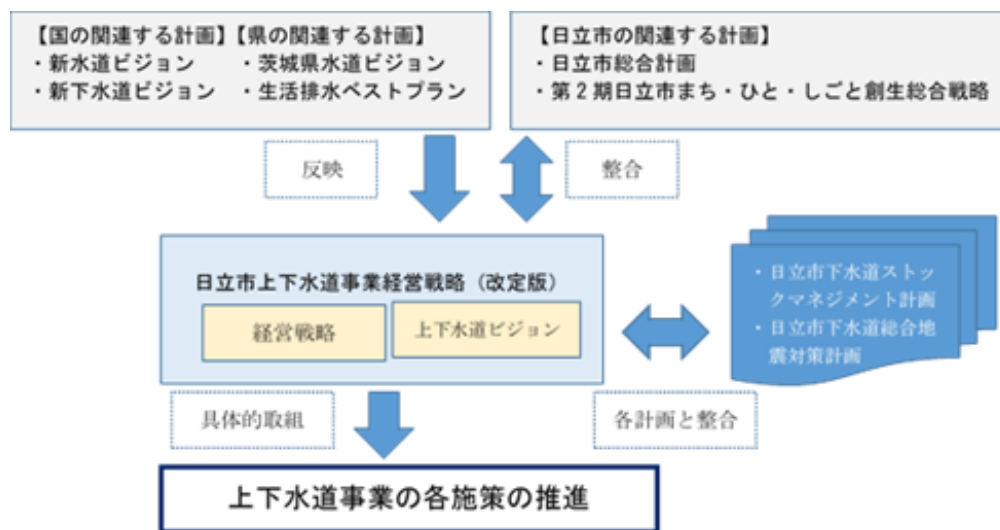 【国の関連する計画】【県の関連する計画】
・新水道ビジョン ・茨城県水道ビジョン
・新下水道ビジョン ・生活排水ベストプラン
【日立市の関連する計画】
・日立市総合計画
・第2期日立市まち・ひと・しごと創生総合戦略
反映
整合
日立市上下水道事業経営戦略（改定版）
経営戦略
上下水道ビジョン
・日立市下水道ストッ
クマネジメント計画
・日立市下水道総合地
震対策計画
具体的取組
各計画と整合
上下水道事業の各施策の推進